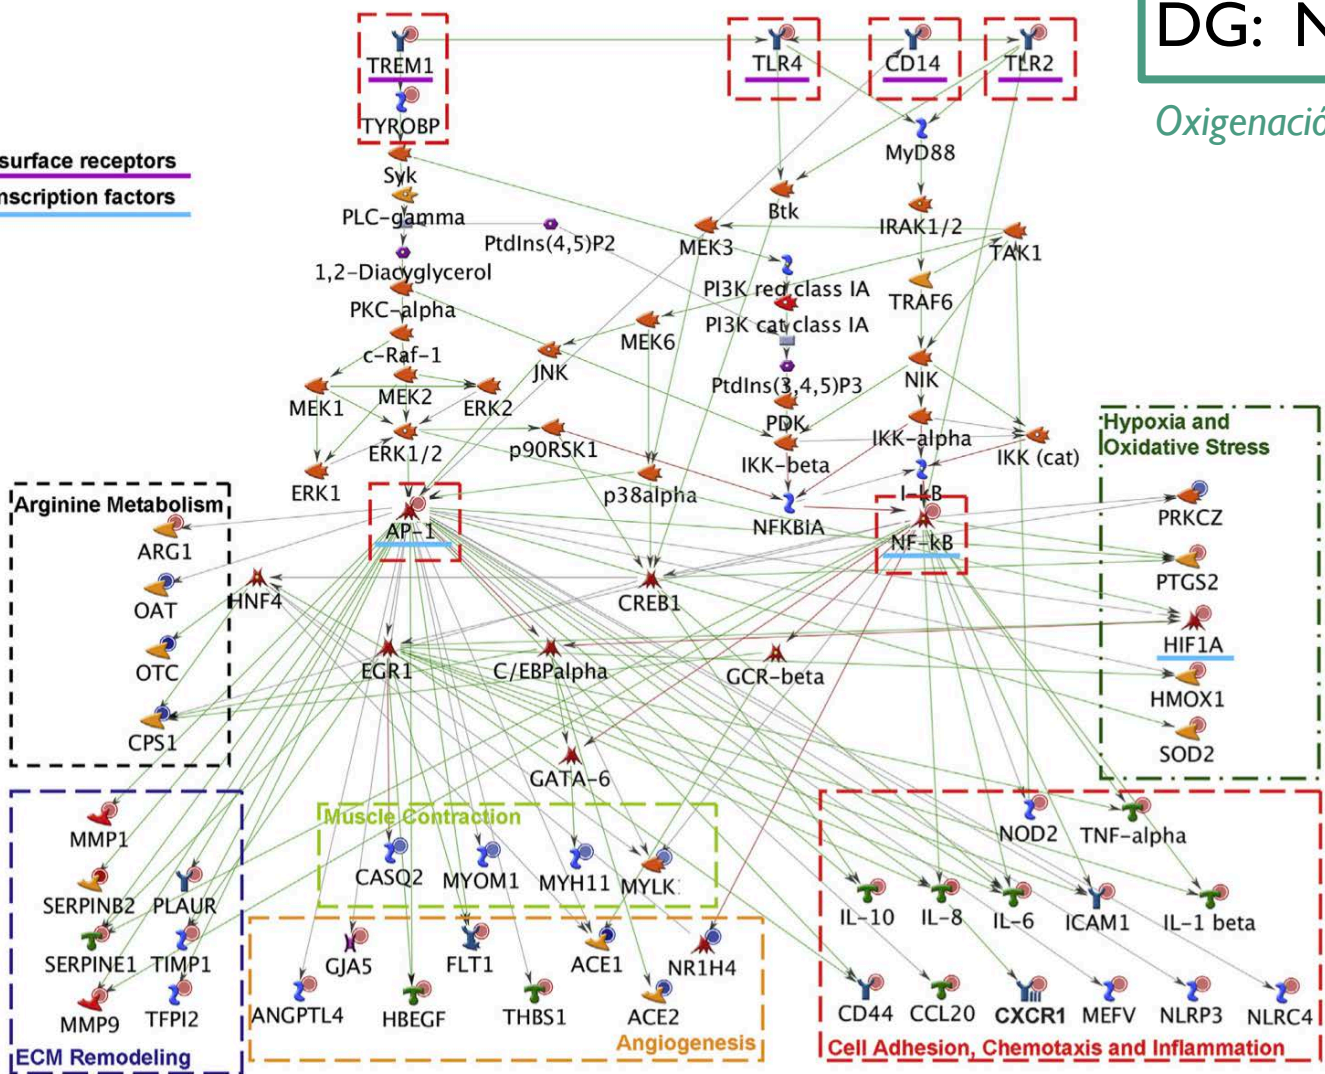 DG: N
Oxigenació
surface receptors
nscription factors
TREM1
TLR4
CD14
TLR2
TYROBP
MyD88
Syk
PLC-gamma
PtdIns(4,5)P2
Btk
MEK3
IRAK1/2
TAK1
1,2-Diacyglycerol
PI3K reg class IA
PKC-alpha
PI3K cat class IA
TRAF6
MEK6
c-Raf-1
JNK
PtdIns(3,4,5)P3
NIK
MEK1
MEK2
ERK2
PDK
ERK1/2
p90RSK1
IKK-beta
IKK-alpha
IKK (cat)
ERK1
p38alpha
NFKBIA
I-kB
AP-1
NF-kB
CREB1
HNF4
EGR1
C/EBPalpha
GCR-beta
GATA-6
Arginine Metabolism
ARG1
OAT
OTC
CPS1
Hypoxia and
Oxidative Stress
PRKCZ
PTGS2
HIF1A
HMOX1
SOD2
MMP1
SERPINB2
PLAUR
SERPINE1
TIMP1
MMP9
TFPI2
ECM Remodeling
Muscle Contraction
CASQ2
MYOM1
MYH11
MYLK
GJA5
FLT1
ACE1
NR1H4
ANGPTL4
HBEGF
THBS1
ACE2
Angiogenesis
NOD2
TNF-alpha
IL-10
IL-8
IL-6
ICAM1
IL-1 beta
CD44
CCL20
CXCR1
MEFV
NLRP3
NLRC4
Cell Adhesion, Chemotaxis and Inflammation